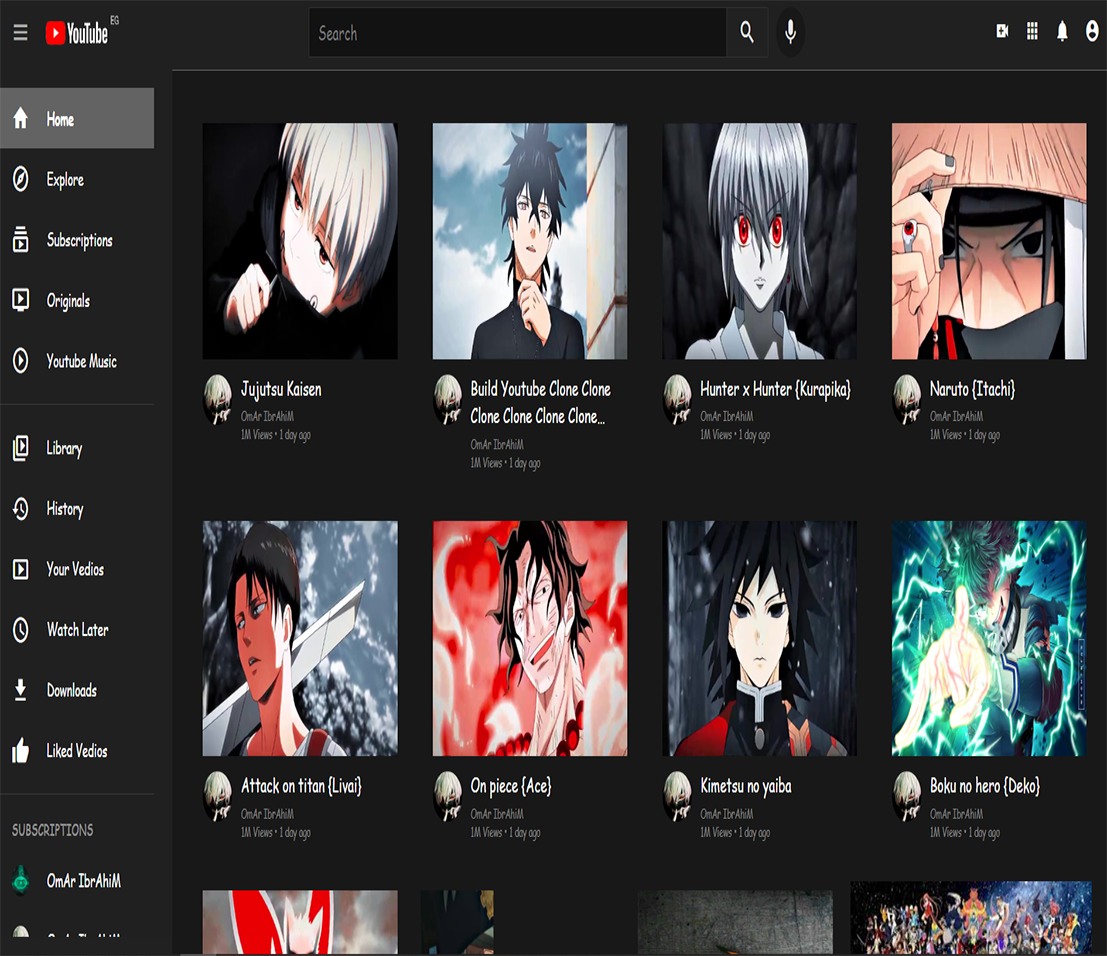 YouTube EG
Search
Home
Explore
Subscriptions
Originals
Youtube Music
Library
History
Your Vedios
Watch Later
Downloads
Liked Vedios
SUBSCRIPTIONS
OmAr IbrAhiM
Jujutsu Kaisen
OmAr IbrAhiM
1M Views • 1 day ago
Build Youtube Clone Clone
Clone Clone Clone Clone...
OmAr IbrAhiM
1M Views • 1 day ago
Hunter x Hunter {Kurapika}
OmAr IbrAhiM
1M Views • 1 day ago
Naruto {Itachi}
OmAr IbrAhiM
1M Views • 1 day ago
Attack on titan {Livai}
OmAr IbrAhiM
1M Views • 1 day ago
On piece {Ace}
OmAr IbrAhiM
1M Views • 1 day ago
Kimetsu no yaiba
OmAr IbrAhiM
1M Views • 1 day ago
Boku no hero {Deko}
OmAr IbrAhiM
1M Views • 1 day ago